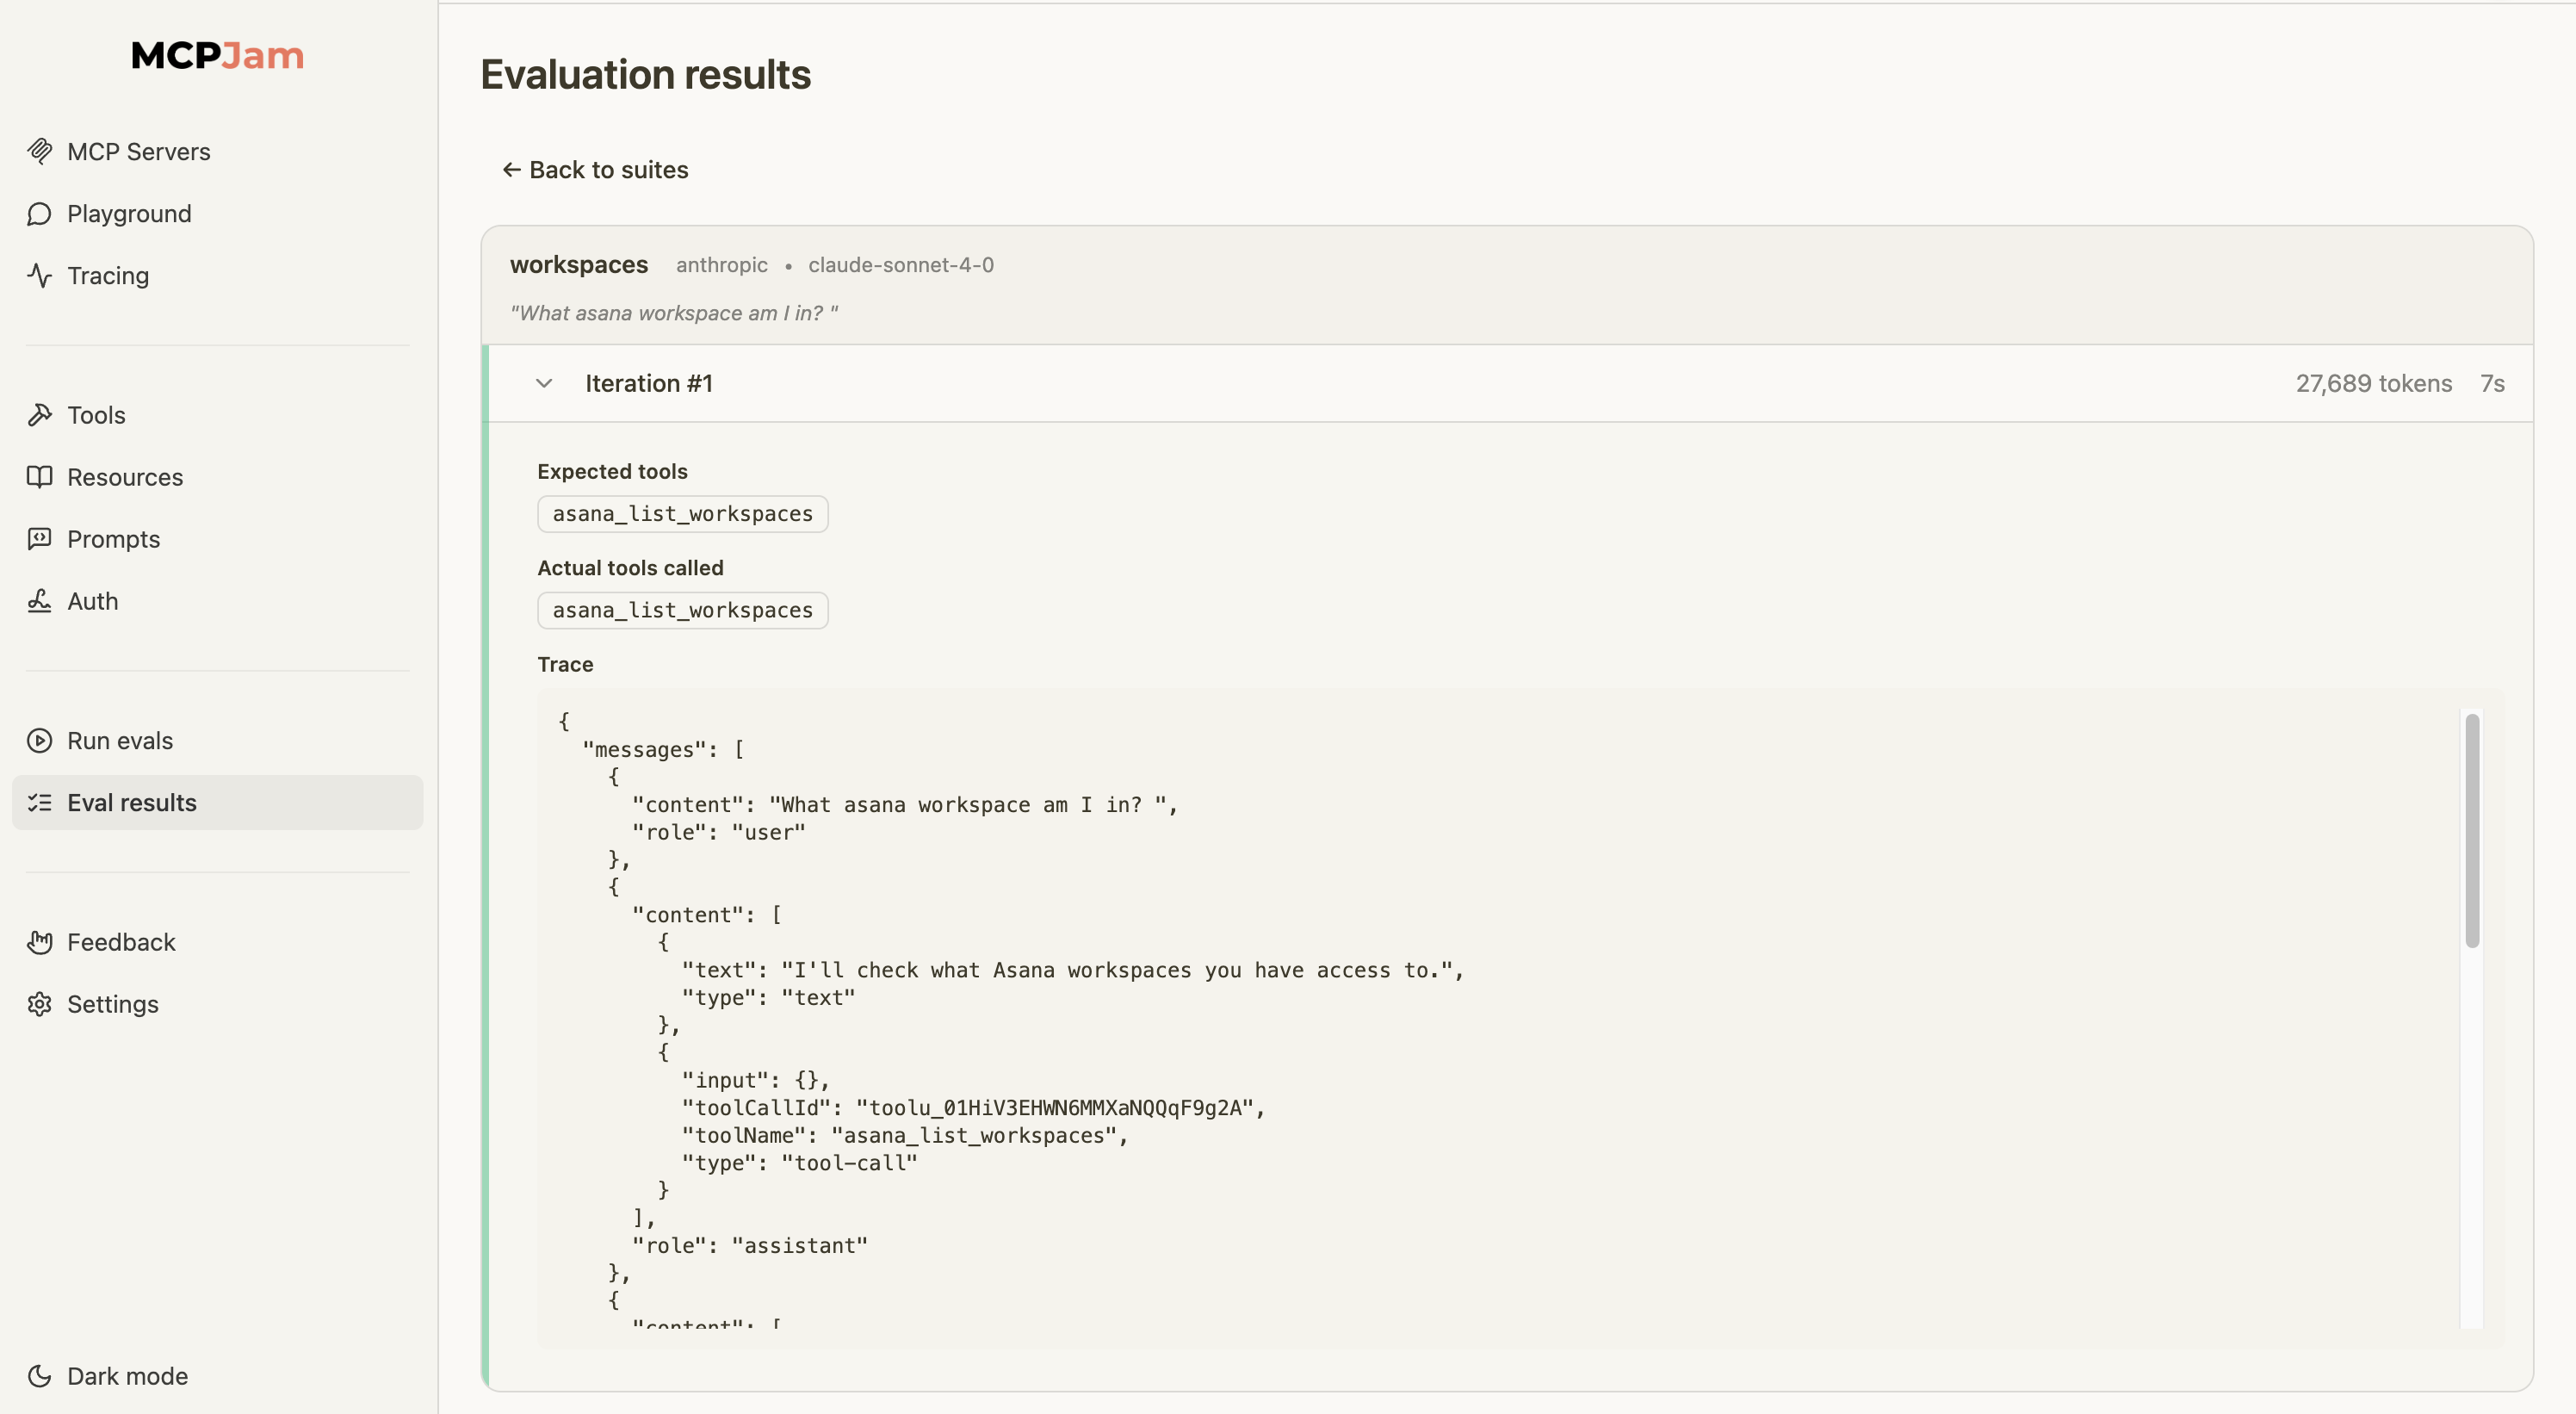 MCPJam
MCP Servers
Playground
Tracing
Tools
Resources
Prompts
Auth
Run evals
Eval results
Feedback
Settings
Dark mode
Evaluation results
← Back to suites
workspaces anthropic • claude-sonnet-4-0
"What asana workspace am I in? "
Iteration #1 27,689 tokens 7s
Expected tools
asana_list_workspaces
Actual tools called
asana_list_workspaces
Trace
{
  "messages": [
    {
      "content": "What asana workspace am I in? ",
      "role": "user"
    },
    {
      "content": [
        {
          "text": "I'll check what Asana workspaces you have access to.",
          "type": "text"
        },
        {
          "input": {},
          "toolCallId": "toolu_01HiV3EHWN6MMXaNQQqF9g2A",
          "toolName": "asana_list_workspaces",
          "type": "tool-call"
        }
      ],
      "role": "assistant"
    },
    {
      "content": [